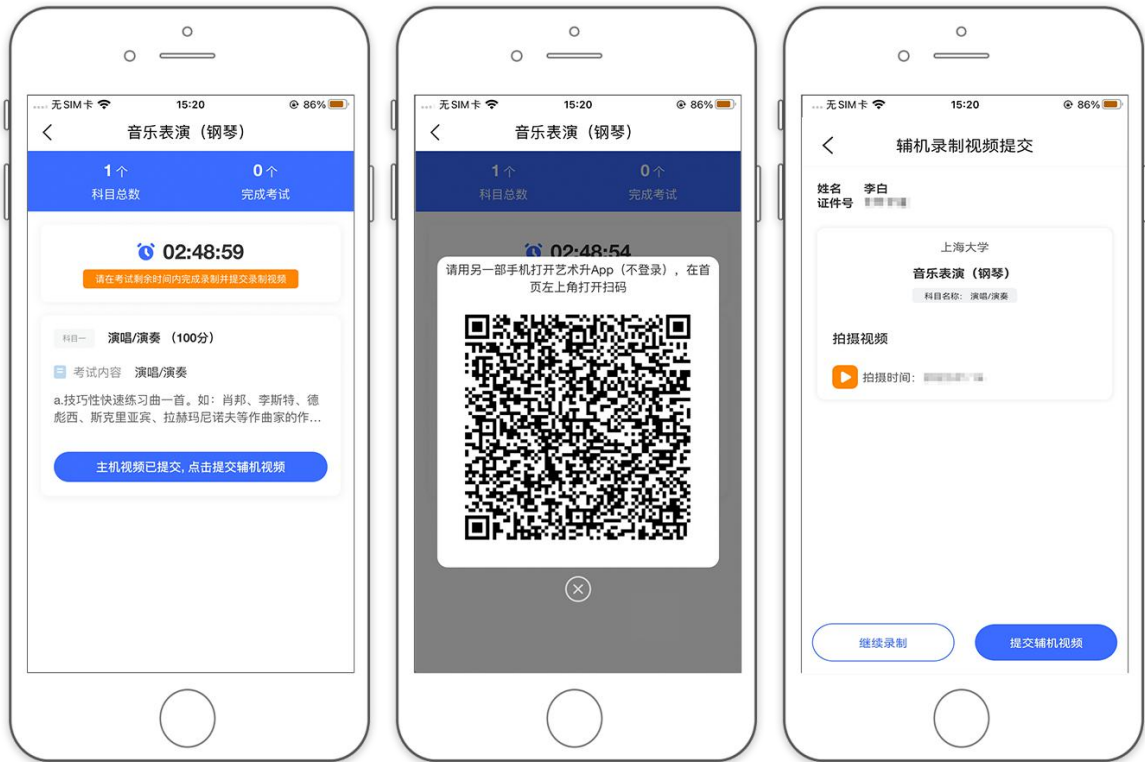 无SIM卡 15:20 86%
音乐表演（钢琴）
1个 0个
科目总数 完成考试
02:48:59
请在考试剩余时间内完成录制并提交录制视频
科目一 演唱/演奏 （100分）
考试内容 演唱/演奏
a.技巧性快速练习曲一首。如：肖邦、李斯特、德
彪西、斯克里亚宾、拉赫玛尼诺夫等作曲家的作...
主机视频已提交, 点击提交辅机视频
无SIM卡 15:20 86%
音乐表演（钢琴）
1个 0个
科目总数 完成考试
02:48:54
请用另一部手机打开艺术升App（不登录），在首
页左上角打开扫码
无SIM卡 15:20 86%
辅机录制视频提交
姓名 李白
证件号
上海大学
音乐表演（钢琴）
科目名称： 演唱/演奏
拍摄视频
拍摄时间：
继续录制 提交辅机视频